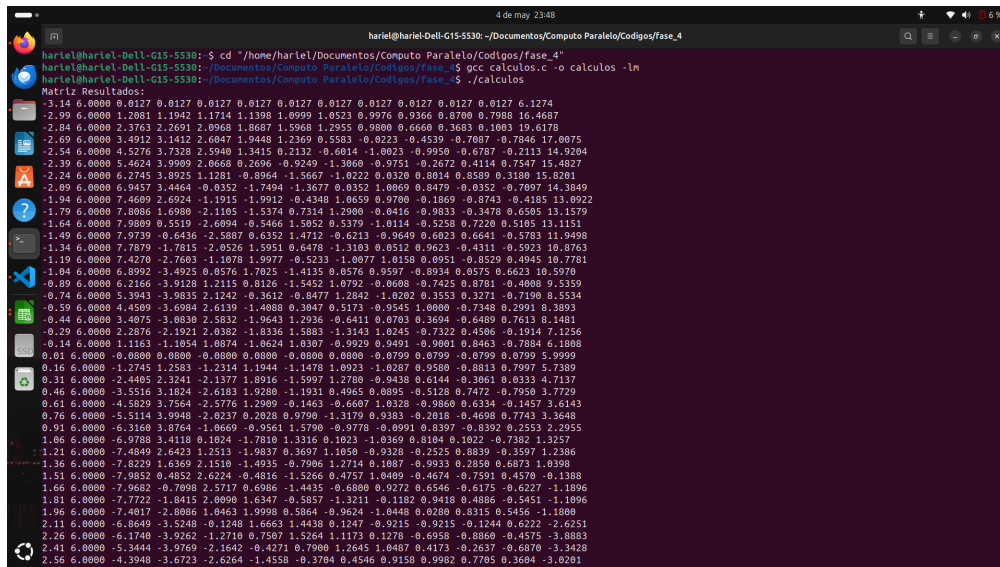 4 de may 23:48
6 %
hariel@hariel-Dell-G15-5530: ~/Documentos/Computo Paralelo/Codigos/fase_4
hariel@hariel-Dell-G15-5530:~$ cd "/home/hariel/Documentos/Computo Paralelo/Codigos/fase_4"
hariel@hariel-Dell-G15-5530:~/Documentos/Computo Paralelo/Codigos/fase_4$ gcc calculos.c -o calculos -lm
hariel@hariel-Dell-G15-5530:~/Documentos/Computo Paralelo/Codigos/fase_4$ ./calculos
Matriz Resultados:
-3.14 6.0000 0.0127 0.0127 0.0127 0.0127 0.0127 0.0127 0.0127 0.0127 0.0127 0.0127 6.1274
-2.99 6.0000 1.2081 1.1942 1.1714 1.1398 1.0999 1.0523 0.9976 0.9366 0.8700 0.7988 16.4687
-2.84 6.0000 2.3763 2.2691 2.0968 1.8687 1.5968 1.2955 0.9800 0.6660 0.3683 0.1003 19.6178
-2.69 6.0000 3.4912 3.1412 2.6047 1.9448 1.2369 0.5583 -0.0223 -0.4539 -0.7087 -0.7846 17.0075
-2.54 6.0000 4.5276 3.7328 2.5940 1.3415 0.2132 -0.6014 -1.0023 -0.9950 -0.6787 -0.2113 14.9204
-2.39 6.0000 5.4624 3.9909 2.0668 0.2696 -0.9249 -1.3060 -0.9751 -0.2672 0.4114 0.7547 15.4827
-2.24 6.0000 6.2745 3.8925 1.1281 -0.8964 -1.5667 -1.0222 0.0320 0.8014 0.8589 0.3180 15.8201
-2.09 6.0000 6.9457 3.4464 -0.0352 -1.7494 -1.3677 0.0352 1.0069 0.8479 -0.0352 -0.7097 14.3849
-1.94 6.0000 7.4609 2.6924 -1.1915 -1.9912 -0.4348 1.0659 0.9700 -0.1869 -0.8743 -0.4185 13.0922
-1.79 6.0000 7.8086 1.6980 -2.1105 -1.5374 0.7314 1.2900 -0.0416 -0.9833 -0.3478 0.6505 13.1579
-1.64 6.0000 7.9809 0.5519 -2.6094 -0.5466 1.5052 0.5379 -1.0114 -0.5258 0.7220 0.5105 13.1151
-1.49 6.0000 7.9739 -0.6436 -2.5887 0.6352 1.4712 -0.6213 -0.9649 0.6023 0.6641 -0.5783 11.9498
-1.34 6.0000 7.7879 -1.7815 -2.0526 1.5951 0.6478 -1.3103 0.0512 0.9623 -0.4311 -0.5923 10.8763
-1.19 6.0000 7.4270 -2.7603 -1.1078 1.9977 -0.5233 -1.0077 1.0158 0.0951 -0.8529 0.4945 10.7781
-1.04 6.0000 6.8992 -3.4925 0.0576 1.7025 -1.4135 0.0576 0.9597 -0.8934 0.0575 0.6623 10.5970
-0.89 6.0000 6.2166 -3.9128 1.2115 0.8126 -1.5452 1.0792 -0.0608 -0.7425 0.8781 -0.4008 9.5359
-0.74 6.0000 5.3943 -3.9835 2.1242 -0.3612 -0.8477 1.2842 -1.0202 0.3553 0.3271 -0.7190 8.5534
-0.59 6.0000 4.4509 -3.6984 2.6139 -1.4088 0.3047 0.5173 -0.9545 1.0000 -0.7348 0.2991 8.3893
-0.44 6.0000 3.4075 -3.0830 2.5832 -1.9643 1.2936 -0.6411 0.0703 0.3694 -0.6489 0.7613 8.1481
-0.29 6.0000 2.2876 -2.1921 2.0382 -1.8336 1.5883 -1.3143 1.0245 -0.7322 0.4506 -0.1914 7.1256
-0.14 6.0000 1.1163 -1.1054 1.0874 -1.0624 1.0307 -0.9929 0.9491 -0.9001 0.8463 -0.7884 6.1808
0.01 6.0000 -0.0800 0.0800 -0.0800 0.0800 -0.0800 0.0800 -0.0799 0.0799 -0.0799 0.0799 5.9999
0.16 6.0000 -1.2745 1.2583 -1.2314 1.1944 -1.1478 1.0923 -1.0287 0.9580 -0.8813 0.7997 5.7389
0.31 6.0000 -2.4405 2.3241 -2.1377 1.8916 -1.5997 1.2780 -0.9438 0.6144 -0.3061 0.0333 4.7137
0.46 6.0000 -3.5516 3.1824 -2.6183 1.9280 -1.1931 0.4965 0.0895 -0.5128 0.7472 -0.7950 3.7729
0.61 6.0000 -4.5829 3.7564 -2.5776 1.2909 -0.1463 -0.6607 1.0328 -0.9860 0.6334 -0.1457 3.6143
0.76 6.0000 -5.5114 3.9948 -2.0237 0.2028 0.9790 -1.3179 0.9383 -0.2018 -0.4698 0.7743 3.3648
0.91 6.0000 -6.3160 3.8764 -1.0669 -0.9561 1.5790 -0.9778 -0.0991 0.8397 -0.8392 0.2553 2.2955
1.06 6.0000 -6.9788 3.4118 0.1024 -1.7810 1.3316 0.1023 -1.0369 0.8104 0.1022 -0.7382 1.3257
1.21 6.0000 -7.4849 2.6423 1.2513 -1.9837 0.3697 1.1050 -0.9328 -0.2525 0.8839 -0.3597 1.2386
1.36 6.0000 -7.8229 1.6369 2.1510 -1.4935 -0.7906 1.2714 0.1087 -0.9933 0.2850 0.6873 1.0398
1.51 6.0000 -7.9852 0.4852 2.6224 -0.4816 -1.5266 0.4757 1.0409 -0.4674 -0.7591 0.4570 -0.1388
1.66 6.0000 -7.9682 -0.7098 2.5717 0.6986 -1.4435 -0.6800 0.9272 0.6546 -0.6175 -0.6227 -1.1896
1.81 6.0000 -7.7722 -1.8415 2.0090 1.6347 -0.5857 -1.3211 -0.1182 0.9418 0.4886 -0.5451 -1.1096
1.96 6.0000 -7.4017 -2.8086 1.0463 1.9998 0.5864 -0.9624 -1.0448 0.0280 0.8315 0.5456 -1.1800
2.11 6.0000 -6.8649 -3.5248 -0.1248 1.6663 1.4438 0.1247 -0.9215 -0.9215 -0.1244 0.6222 -2.6251
2.26 6.0000 -6.1740 -3.9262 -1.2710 0.7507 1.5264 1.1173 0.1278 -0.6958 -0.8860 -0.4575 -3.8883
2.41 6.0000 -5.3444 -3.9769 -2.1642 -0.4271 0.7900 1.2645 1.0487 0.4173 -0.2637 -0.6870 -3.3428
2.56 6.0000 -4.3948 -3.6723 -2.6264 -1.4558 -0.3704 0.4546 0.9158 0.9982 0.7705 0.3604 -3.0201